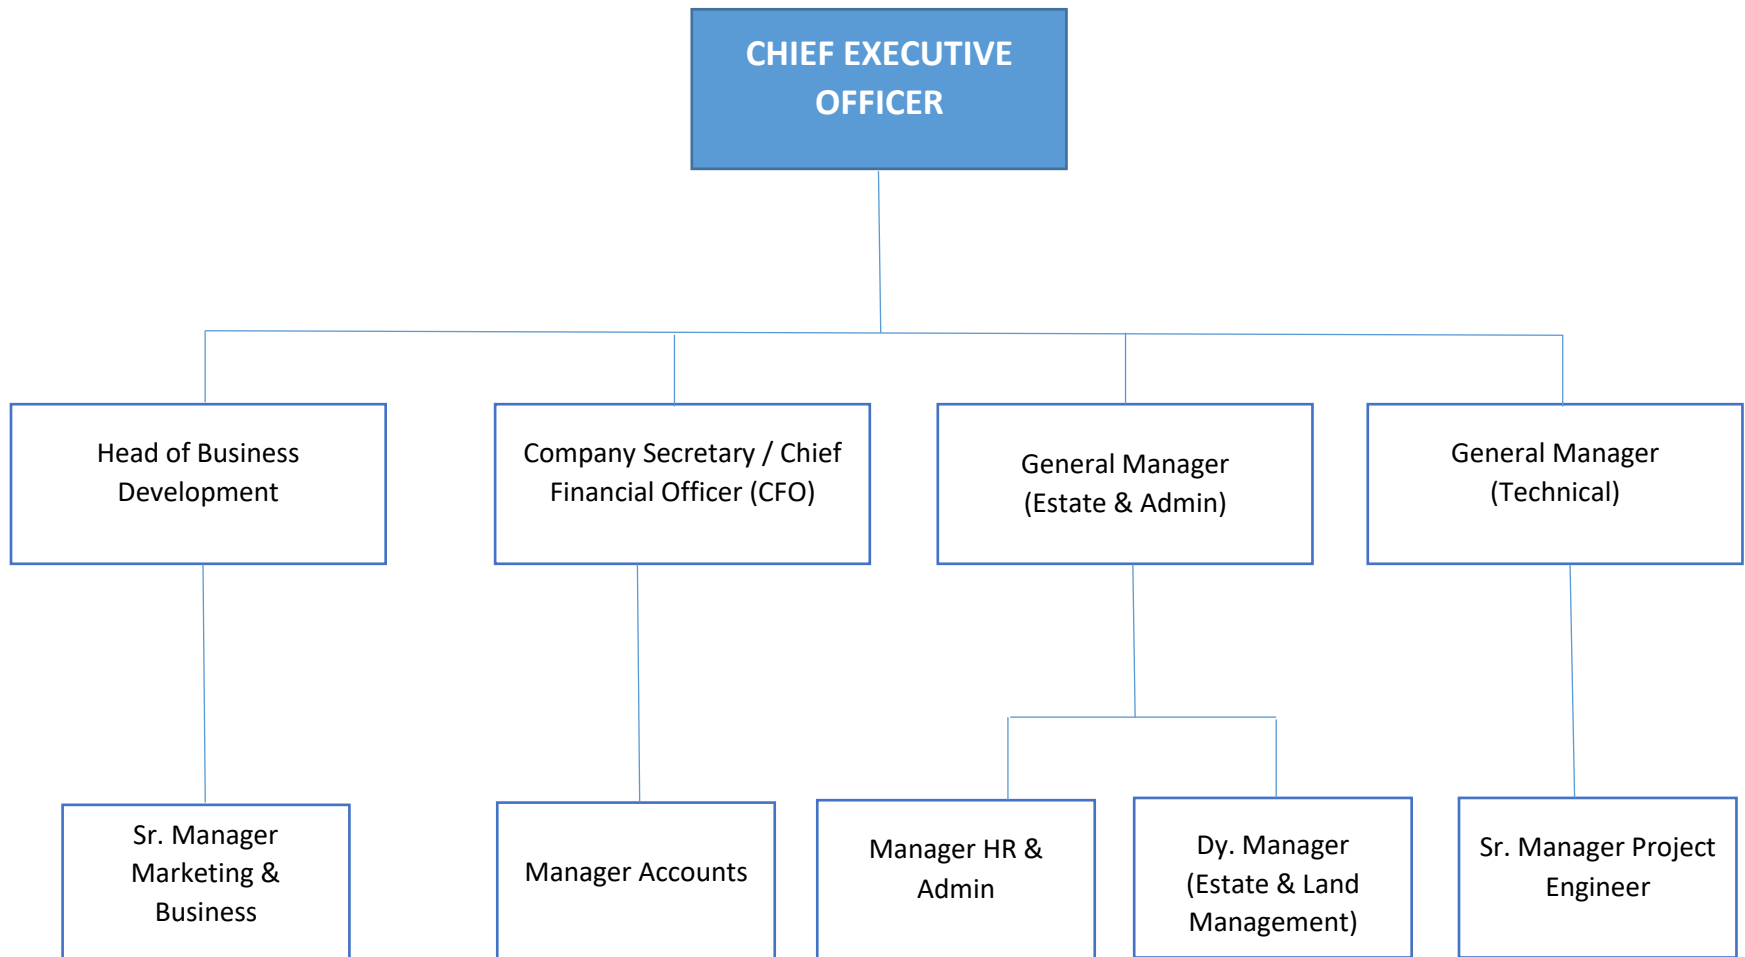 CHIEF EXECUTIVE
OFFICER
Head of Business
Development
Company Secretary / Chief
Financial Officer (CFO)
General Manager
(Estate & Admin)
General Manager
(Technical)
Sr. Manager
Marketing &
Business
Manager Accounts
Manager HR &
Admin
Dy. Manager
(Estate & Land
Management)
Sr. Manager Project
Engineer